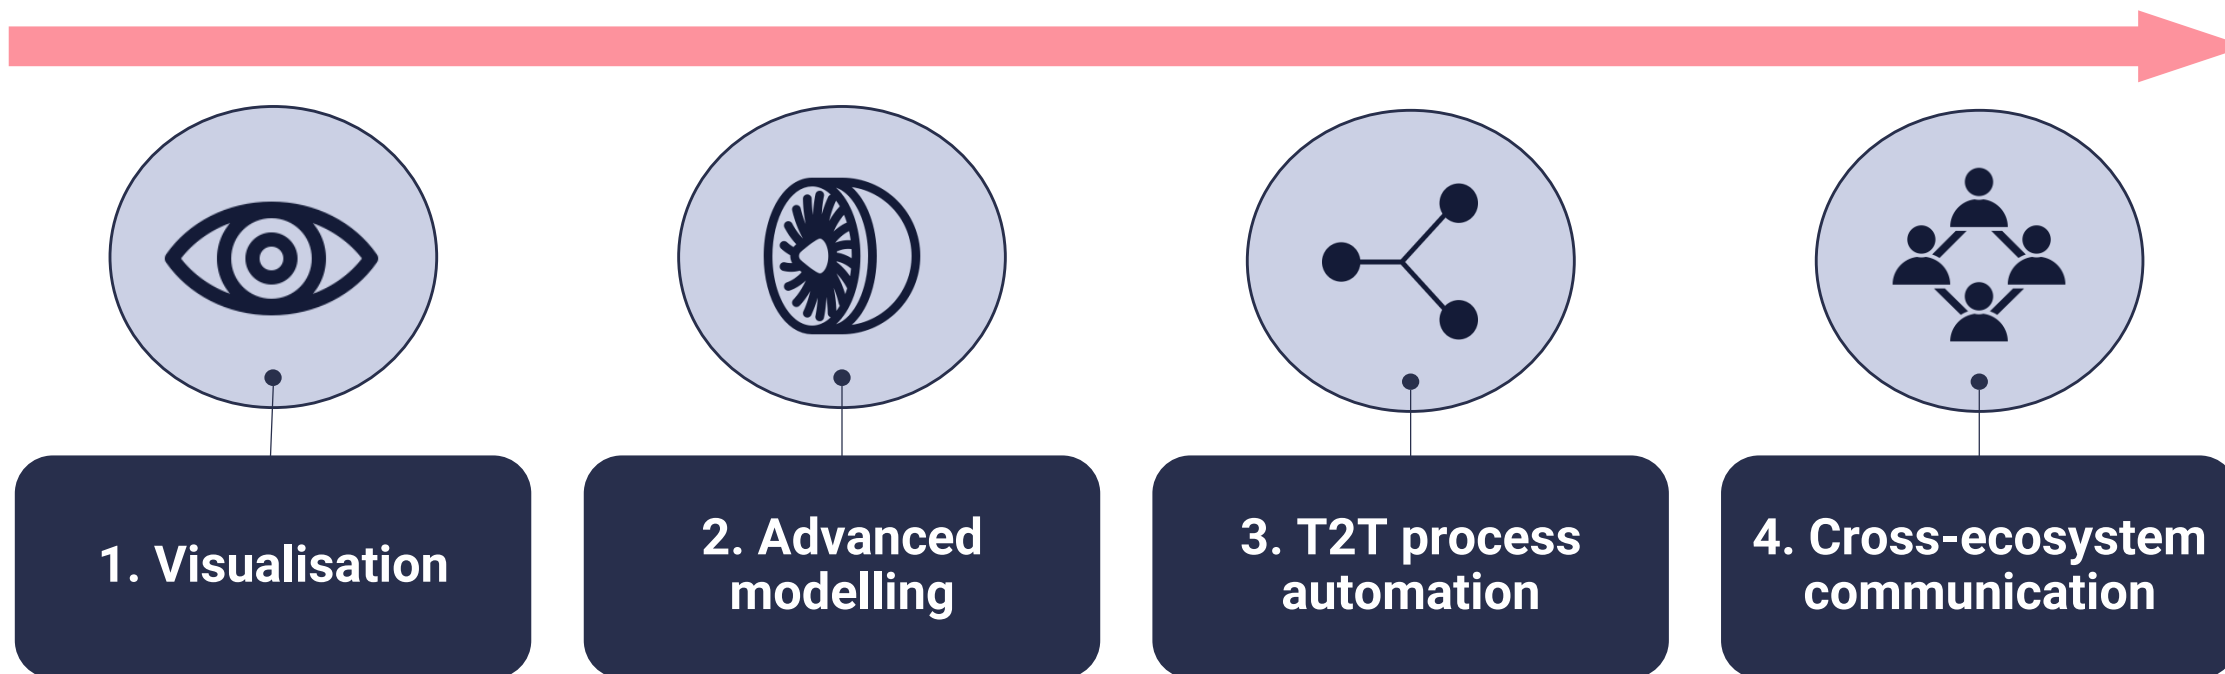 1. Visualisation
2. Advanced
modelling
3. T2T process
automation
4. Cross-ecosystem
communication